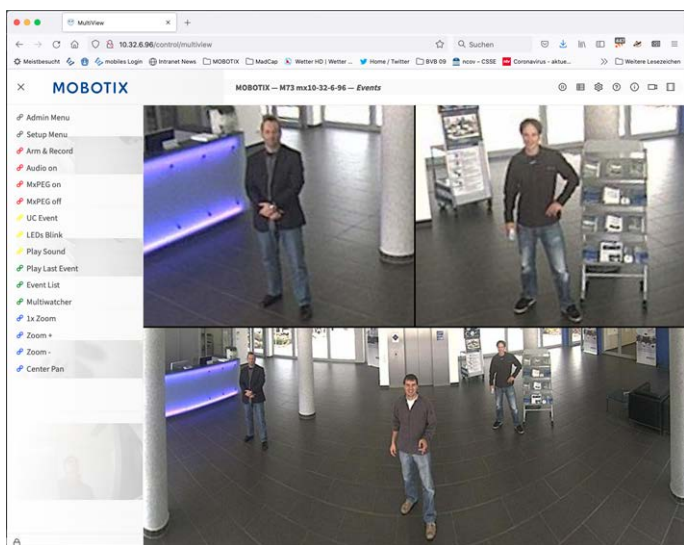 MultiView
10.32.6.96/control/multiview
Suchen
Meistbesucht
mobiles Login
Intranet News
MOBOTIX
MadCap
Wetter HD | Wetter ...
Home / Twitter
BVB 09
ncov – CSSE
Coronavirus - aktue...
Weitere Lesezeichen
MOBOTIX
MOBOTIX — M73 mx10-32-6-96 — Events
Admin Menu
Setup Menu
Arm & Record
Audio on
MxPEG on
MxPEG off
UC Event
LEDs Blink
Play Sound
Play Last Event
Event List
Multiwatcher
1x Zoom
Zoom +
Zoom -
Center Pan